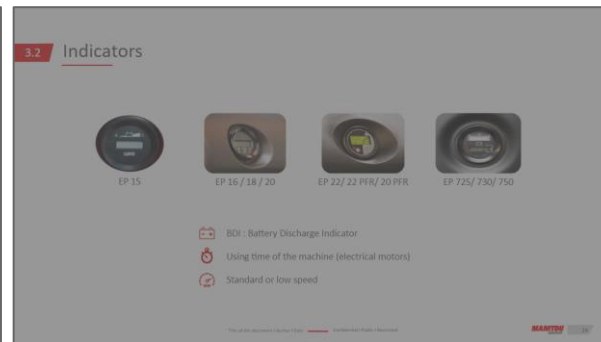 3.2 Indicators
EP 15
EP 16 / 18 / 20
EP 22/ 22 PFR/ 20 PFR
EP 725/ 730/ 750
BDI : Battery Discharge Indicator
Using time of the machine (electrical motors)
Standard or low speed
MANITOU